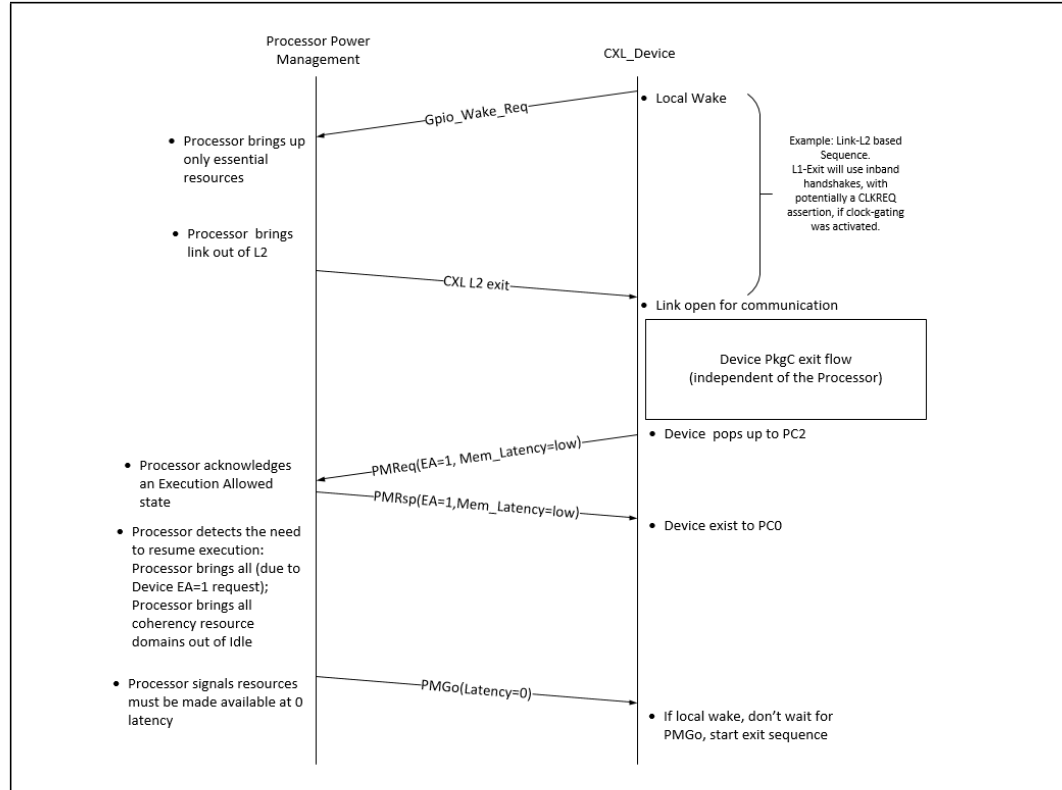 Processor Power
Management
CXL_Device
Gpio_Wake_Req
• Local Wake
• Processor brings up
only essential
resources
Example: Link-L2 based
Sequence.
L1-Exit will use inband
handshakes, with
potentially a CLKREQ
assertion, if clock-gating
was activated.
• Processor brings
link out of L2
CXL L2 exit
• Link open for communication
Device PkgC exit flow
(independent of the Processor)
• Device pops up to PC2
PMReq(EA=1, Mem_Latency=low)
• Processor acknowledges
an Execution Allowed
state
PMRsp(EA=1,Mem_Latency=low)
• Device exist to PC0
• Processor detects the need
to resume execution:
Processor brings all (due to
Device EA=1 request);
Processor brings all
coherency resource
domains out of Idle
• Processor signals resources
must be made available at 0
latency
PMGo(Latency=0)
• If local wake, don't wait for
PMGo, start exit sequence